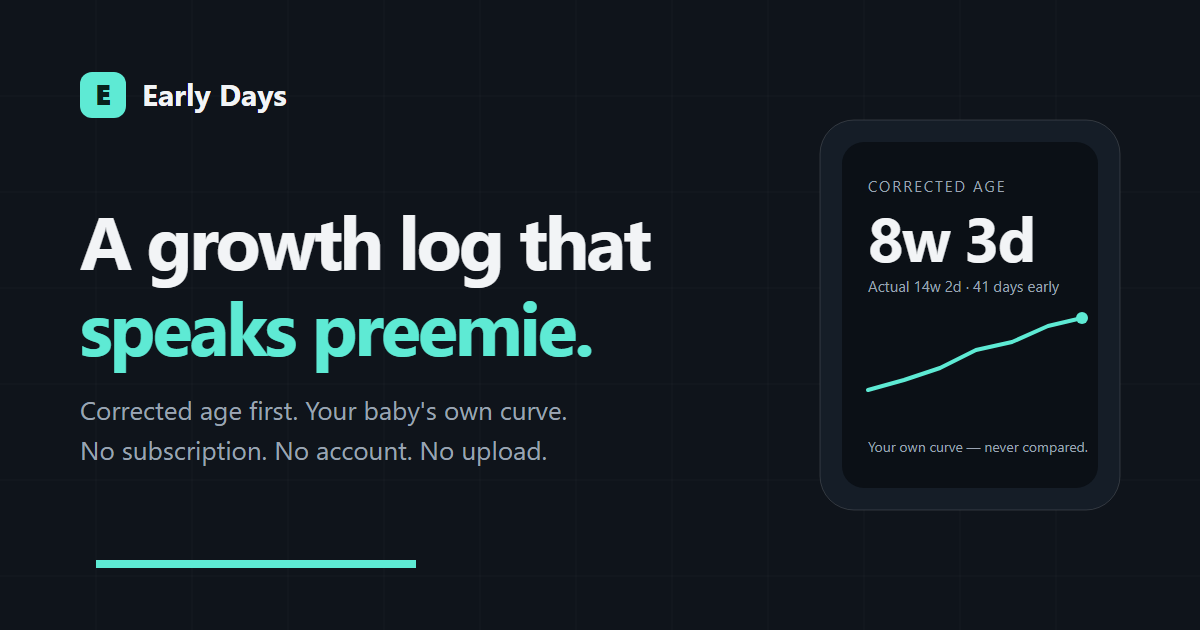 E
Early Days
A growth log that
speaks preemie.
Corrected age first. Your baby's own curve.
No subscription. No account. No upload.
CORRECTED AGE
8w 3d
Actual 14w 2d · 41 days early
Your own curve — never compared.